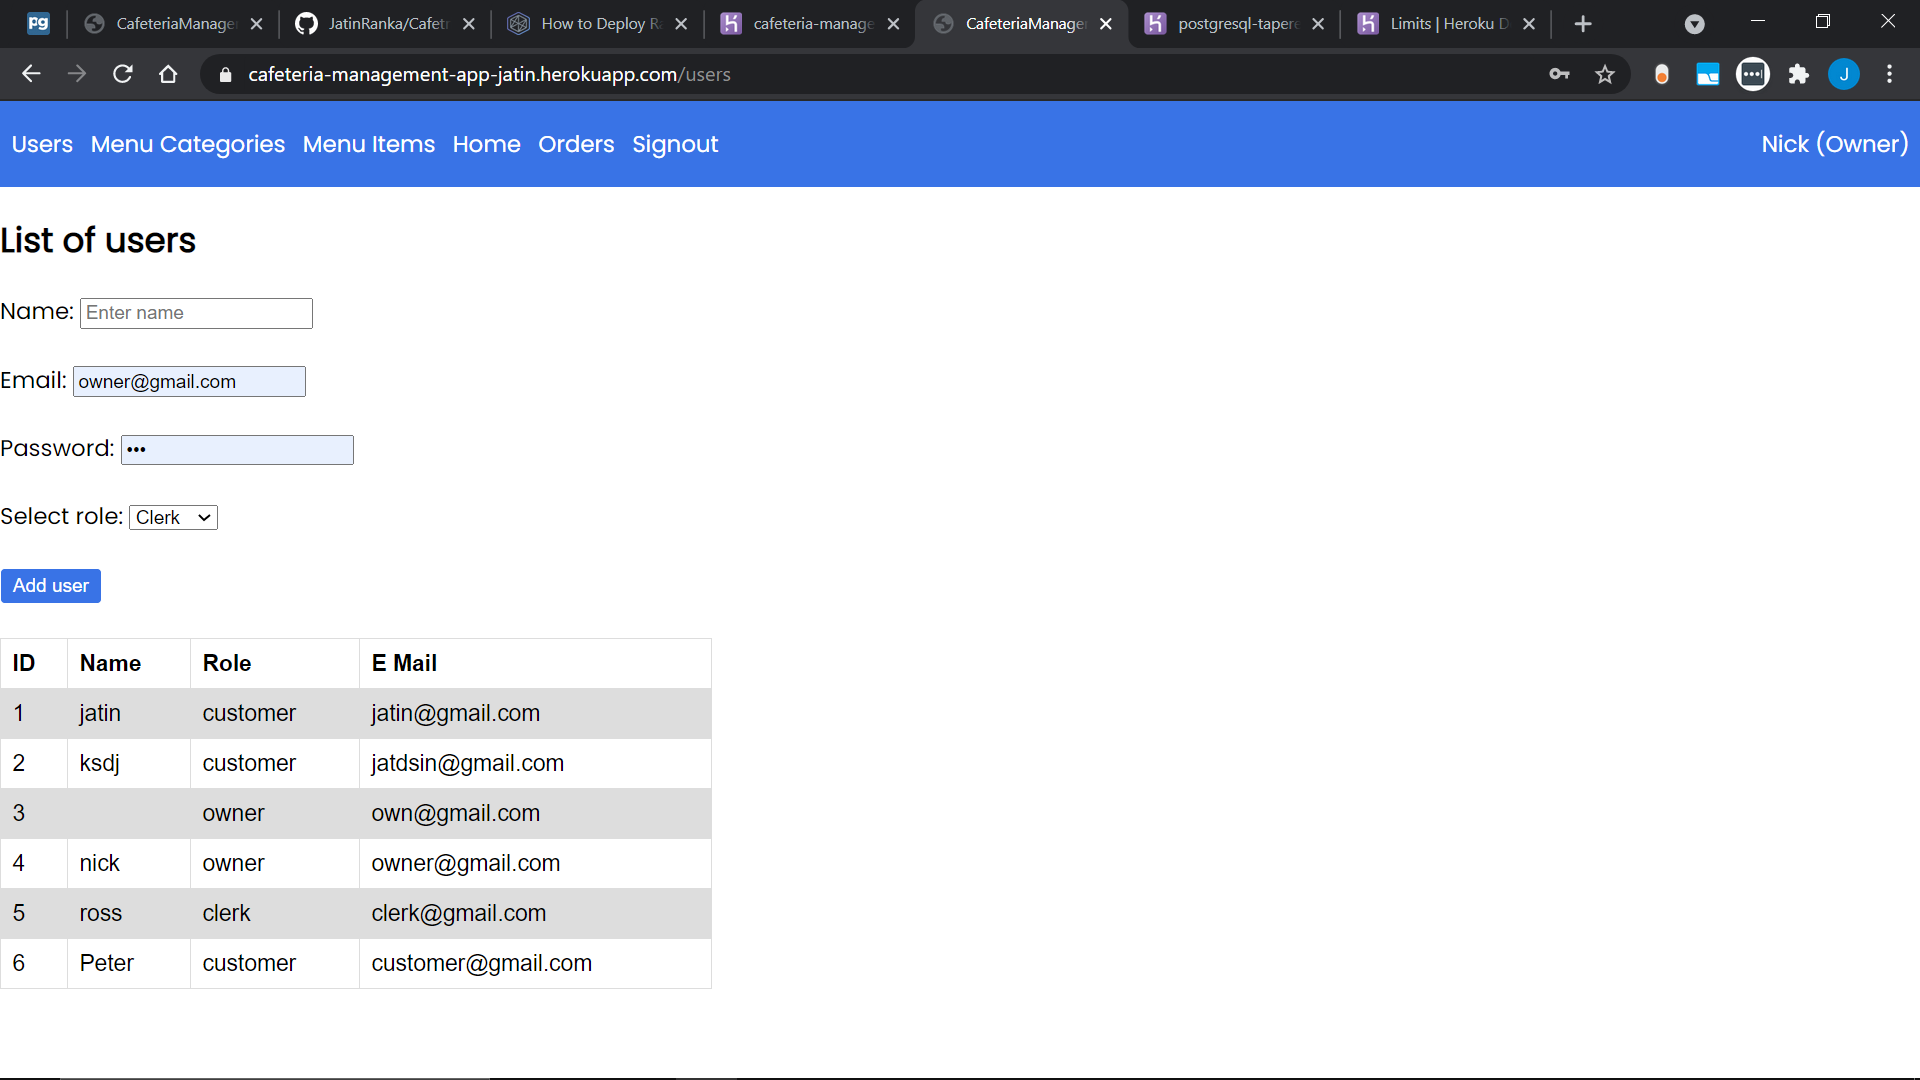 CafeteriaManage JatinRanka/Cafet How to Deploy R cafeteria-manage CafeteriaManage postgresql-taper Limits | Heroku D
cafeteria-management-app-jatin.herokuapp.com/users J
Users Menu Categories Menu Items Home Orders Signout Nick (Owner)
List of users
Name: Enter name
Email: owner@gmail.com
Password: •••
Select role: Clerk
Add user
ID Name Role E Mail
1 jatin customer jatin@gmail.com
2 ksdj customer jatdsin@gmail.com
3 owner own@gmail.com
4 nick owner owner@gmail.com
5 ross clerk clerk@gmail.com
6 Peter customer customer@gmail.com